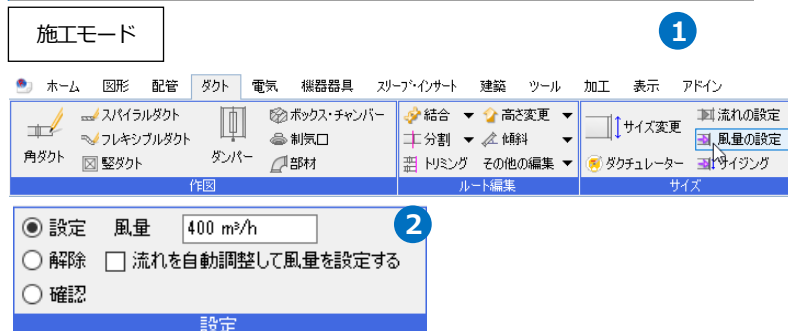 施工モード
1
ホーム 図形 配管 ダクト 電気 機器器具 スリーブ・インサート 建築 ツール 加工 表示 アドイン
スパイラルダクト ボックス・チャンバー 結合 高さ変更 流れの設定
フレキシブルダクト 制気口 分割 傾斜 サイズ変更 風量の設定
角ダクト 竪ダクト ダンパー 部材 トリミング その他の編集 ダクチュレーター サイジング
作図 ルート編集 サイズ
設定 風量 400 m³/h 2
解除 流れを自動調整して風量を設定する
確認
設定